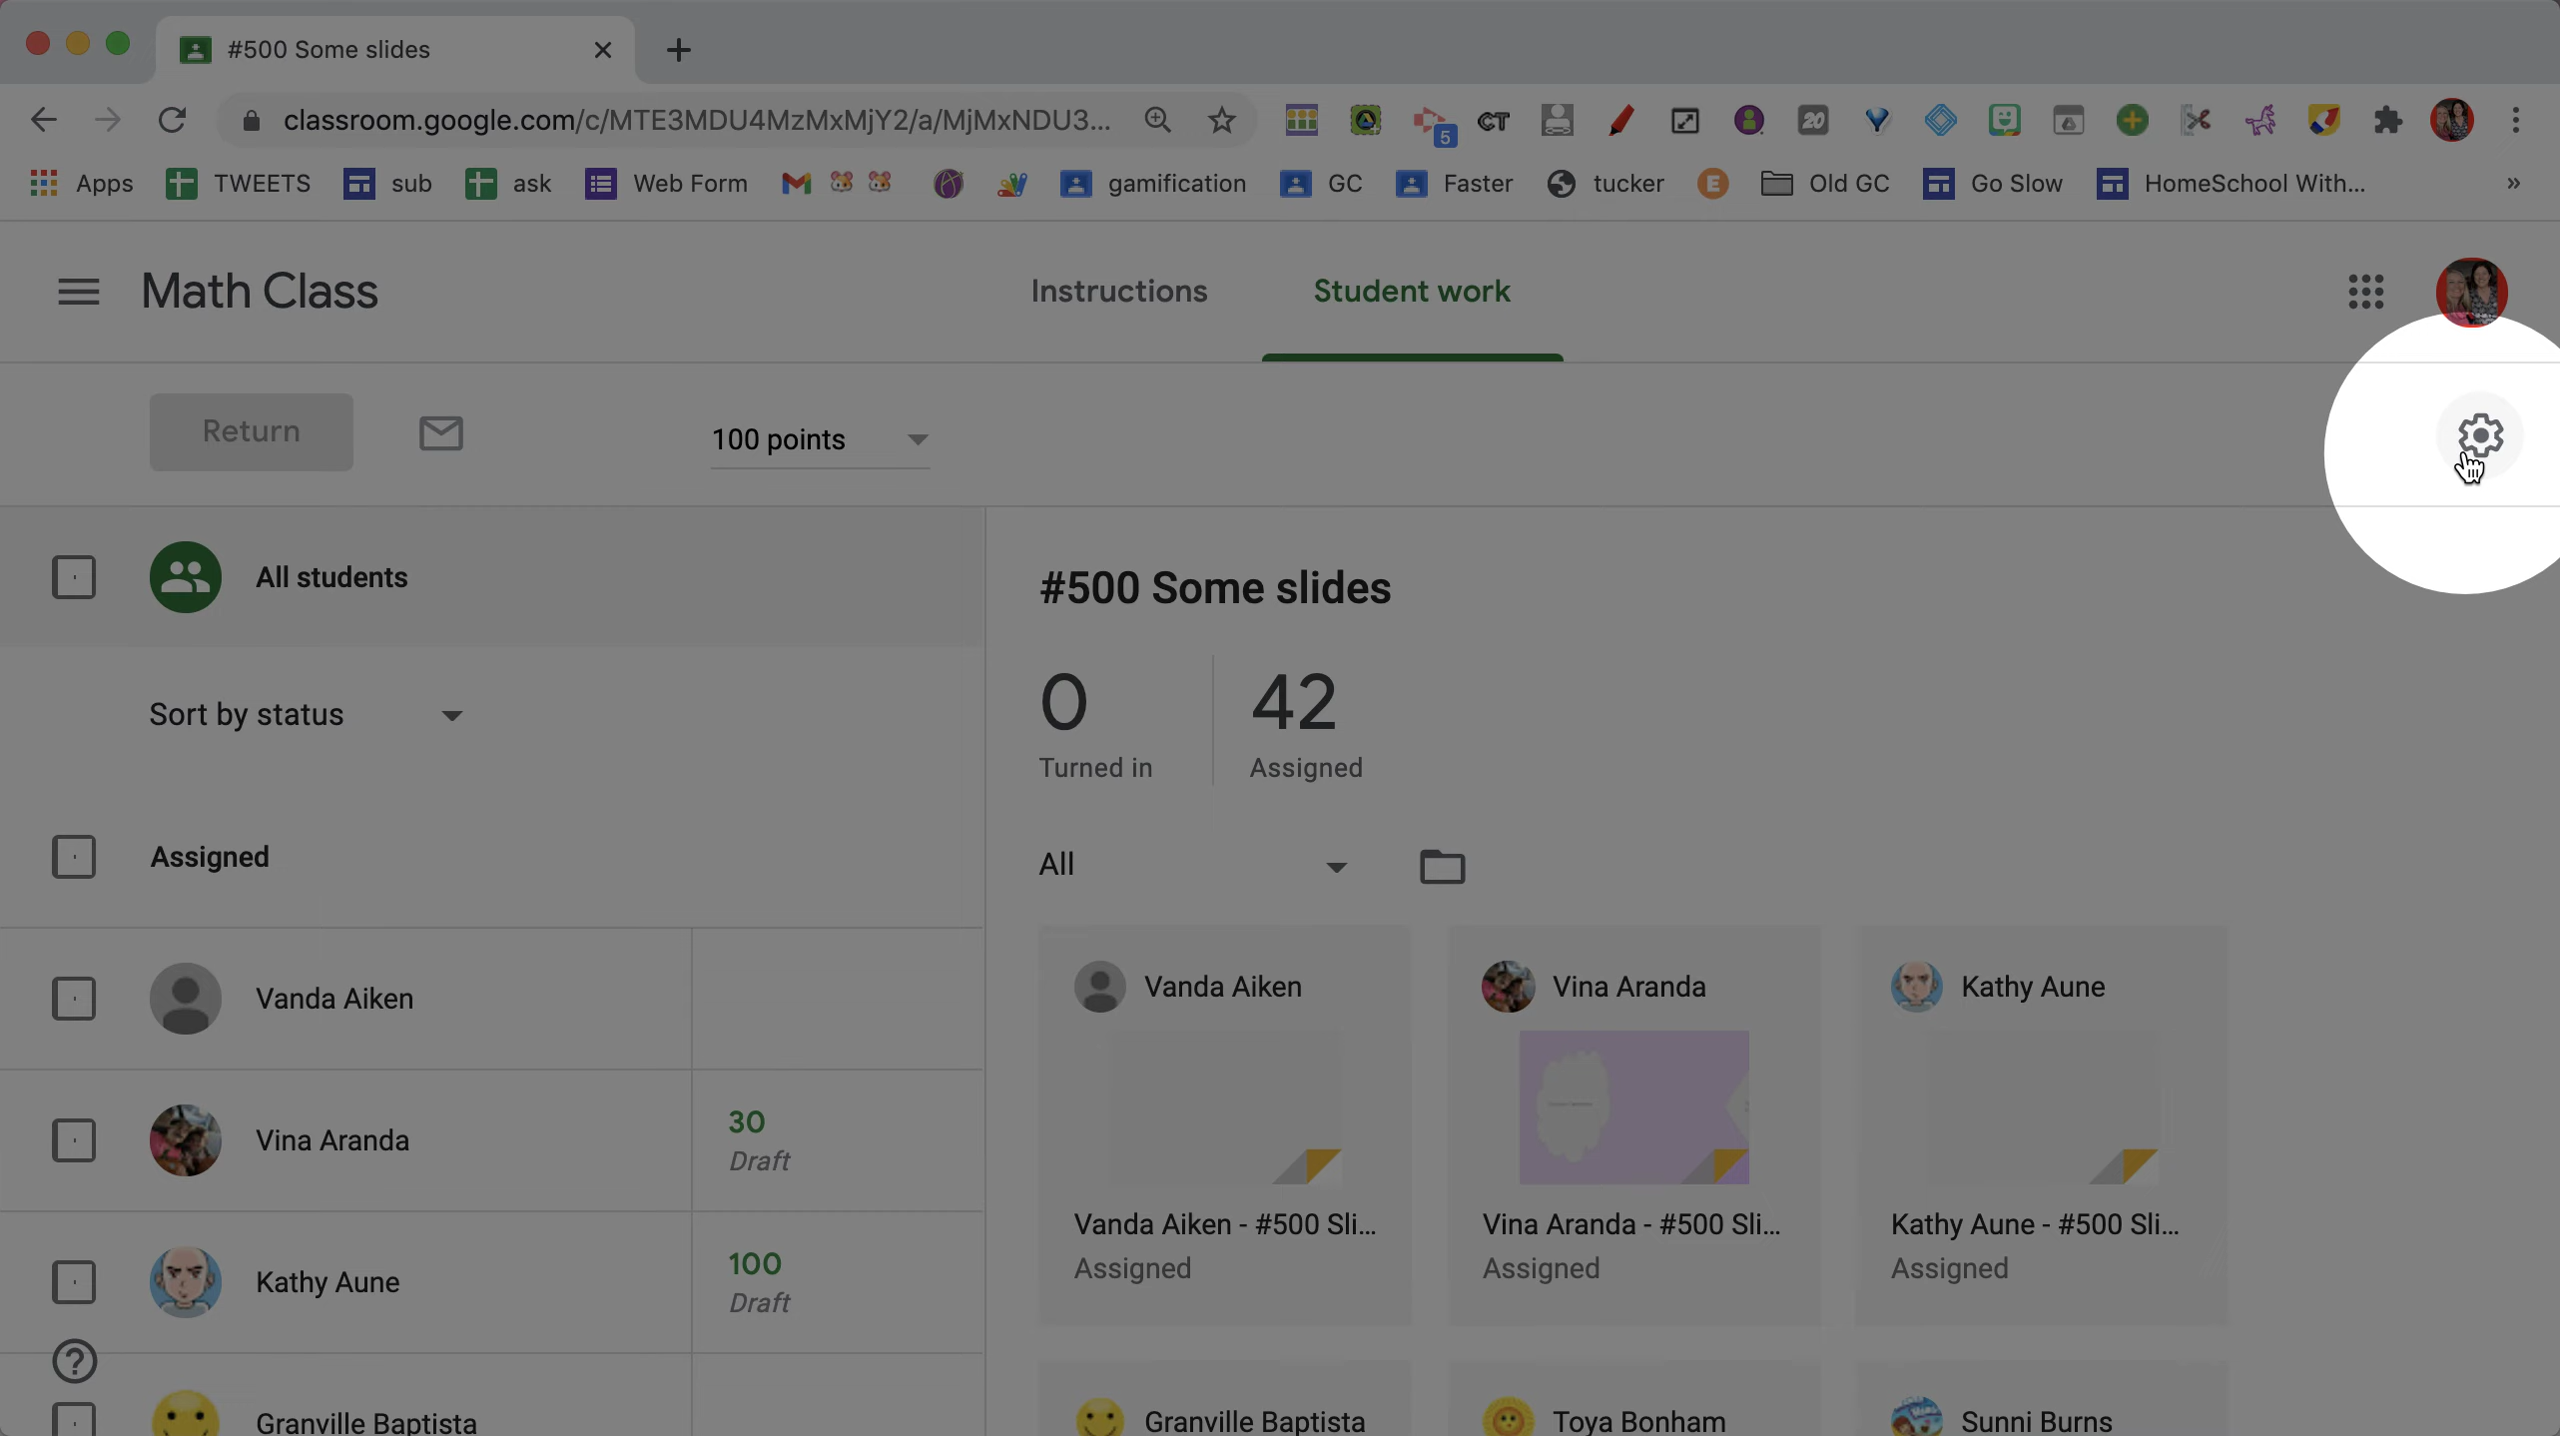 #500 Some slides
classroom.google.com/c/MTE3MDU4MzMxMjY2/a/MjMxNDU3...
5
CT
20
Apps TWEETS sub ask Web Form gamification GC Faster tucker E Old GC Go Slow HomeSchool With... »
Math Class
Instructions
Student work
Return
100 points
All students
Sort by status
Assigned
Vanda Aiken
Vina Aranda
30
Draft
Kathy Aune
100
Draft
Granville Baptista
#500 Some slides
0
Turned in
42
Assigned
All
Vanda Aiken
Vanda Aiken - #500 Sli...
Assigned
Vina Aranda
Vina Aranda - #500 Sli...
Assigned
Kathy Aune
Kathy Aune - #500 Sli...
Assigned
Granville Baptista
Toya Bonham
Sunni Burns